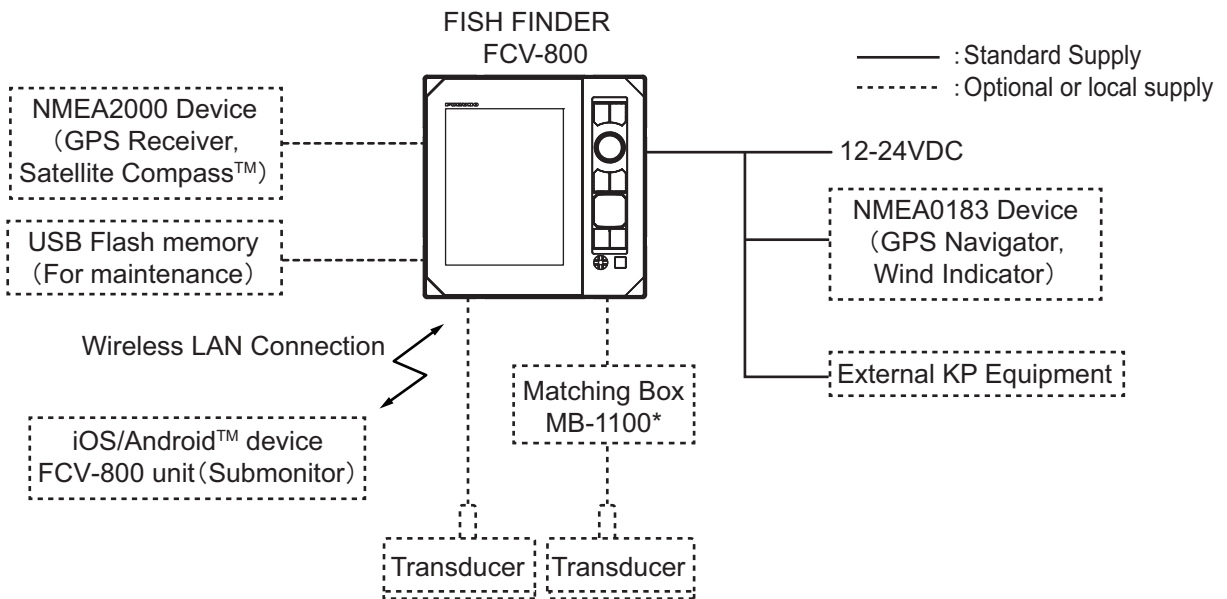 FISH FINDER
FCV-800
: Standard Supply
: Optional or local supply
NMEA2000 Device
(GPS Receiver,
Satellite Compass™)
USB Flash memory
(For maintenance)
FURUNO
12-24VDC
NMEA0183 Device
(GPS Navigator,
Wind Indicator)
External KP Equipment
Wireless LAN Connection
iOS/Android™ device
FCV-800 unit(Submonitor)
Matching Box
MB-1100*
Transducer
Transducer